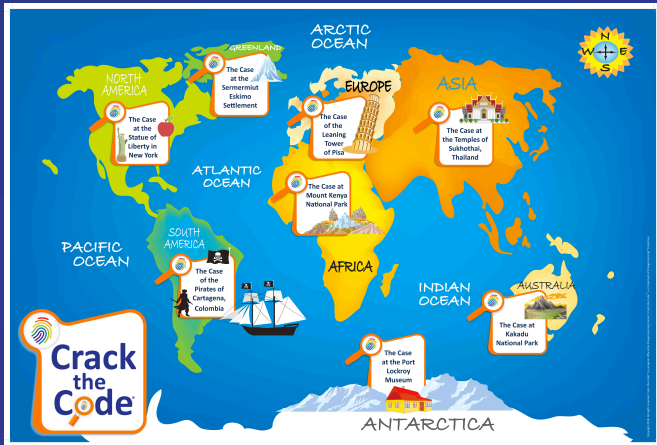 ARCTIC
OCEAN
N
W E
S
GREENLAND
The Case
at the
Sermermiut
Eskimo
Settlement
NORTH
AMERICA
The Case
at the
Statue of
Liberty in
New York
EUROPE
The Case
of the
Leaning
Tower
of Pisa
ASIA
The Case at
the Temples of
Sukhothai,
Thailand
ATLANTIC
OCEAN
The Case at
Mount Kenya
National Park
AFRICA
PACIFIC
OCEAN
SOUTH
AMERICA
The Case
of the
Pirates of
Cartagena,
Colombia
INDIAN
OCEAN
AUSTRALIA
The Case at
Kakadu
National Park
The Case
at the Port
Lockroy
Museum
ANTARCTICA
Crack
the
Code®